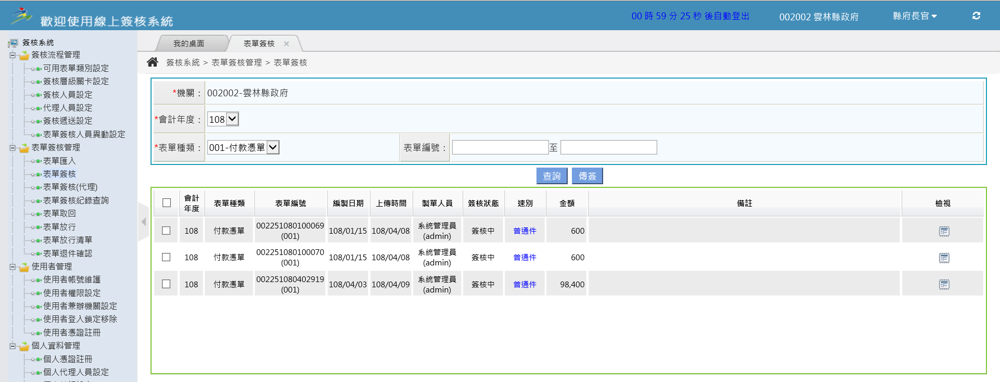 歡迎使用線上簽核系統
00 時 59 分 25 秒 後自動登出
002002 雲林縣政府
縣府長官
簽核系統
簽核流程管理
可用表單類別設定
簽核層級關卡設定
簽核人員設定
代理人員設定
簽核遞送設定
表單簽核人員異動設定
表單簽核管理
表單匯入
表單簽核
表單簽核(代理)
表單簽核紀錄查詢
表單取回
表單放行
表單放行清單
表單退件確認
使用者管理
使用者帳號維護
使用者權限設定
使用者兼辦機關設定
使用者登入鎖定移除
使用者憑證註冊
個人資料管理
個人憑證註冊
個人代理人員設定
我的桌面
表單簽核 ×
簽核系統 > 表單簽核管理 > 表單簽核
*機關：002002-雲林縣政府
*會計年度：108
*表單種類：001-付款憑單 表單編號： 至
查詢 傳簽
會計年度 表單種類 表單編號 編製日期 上傳時間 製單人員 簽核狀態 速別 金額 備註 檢視
108 付款憑單 002251080100069 (001) 108/01/15 108/04/08 系統管理員 (admin) 簽核中 普通件 600
108 付款憑單 002251080100070 (001) 108/01/15 108/04/08 系統管理員 (admin) 簽核中 普通件 600
108 付款憑單 002251080402919 (001) 108/04/03 108/04/09 系統管理員 (admin) 簽核中 普通件 98,400